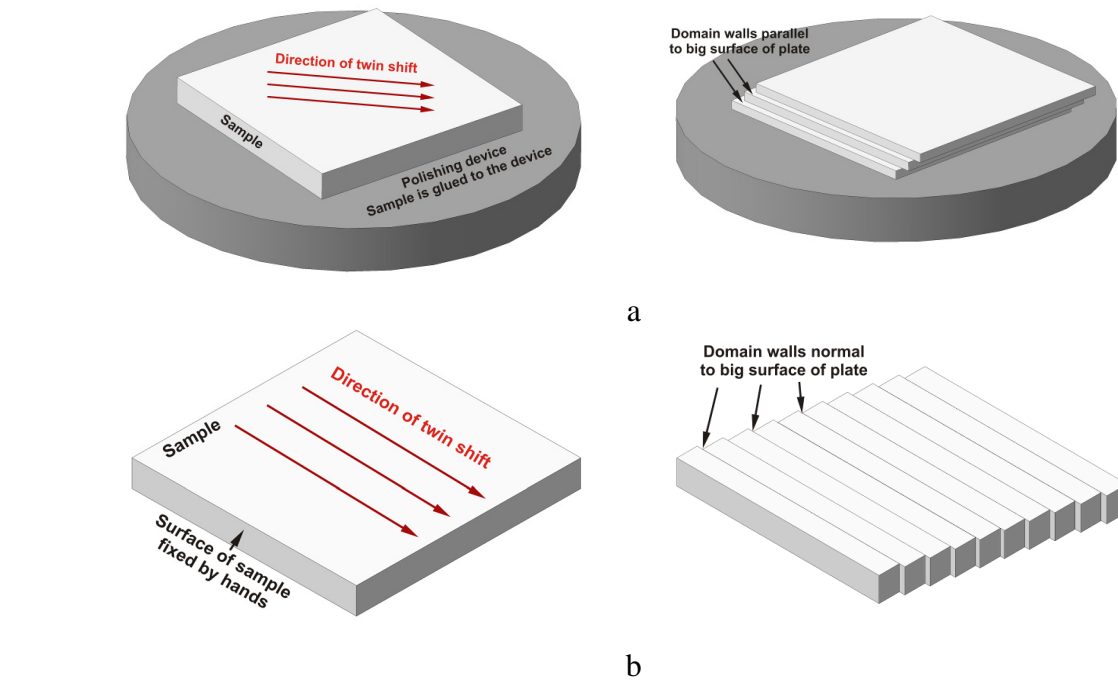 Direction of twin shift
Sample
Polishing device
Sample is glued to the device
Domain walls parallel
to big surface of plate
a
Direction of twin shift
Sample
Surface of sample
fixed by hands
Domain walls normal
to big surface of plate
b